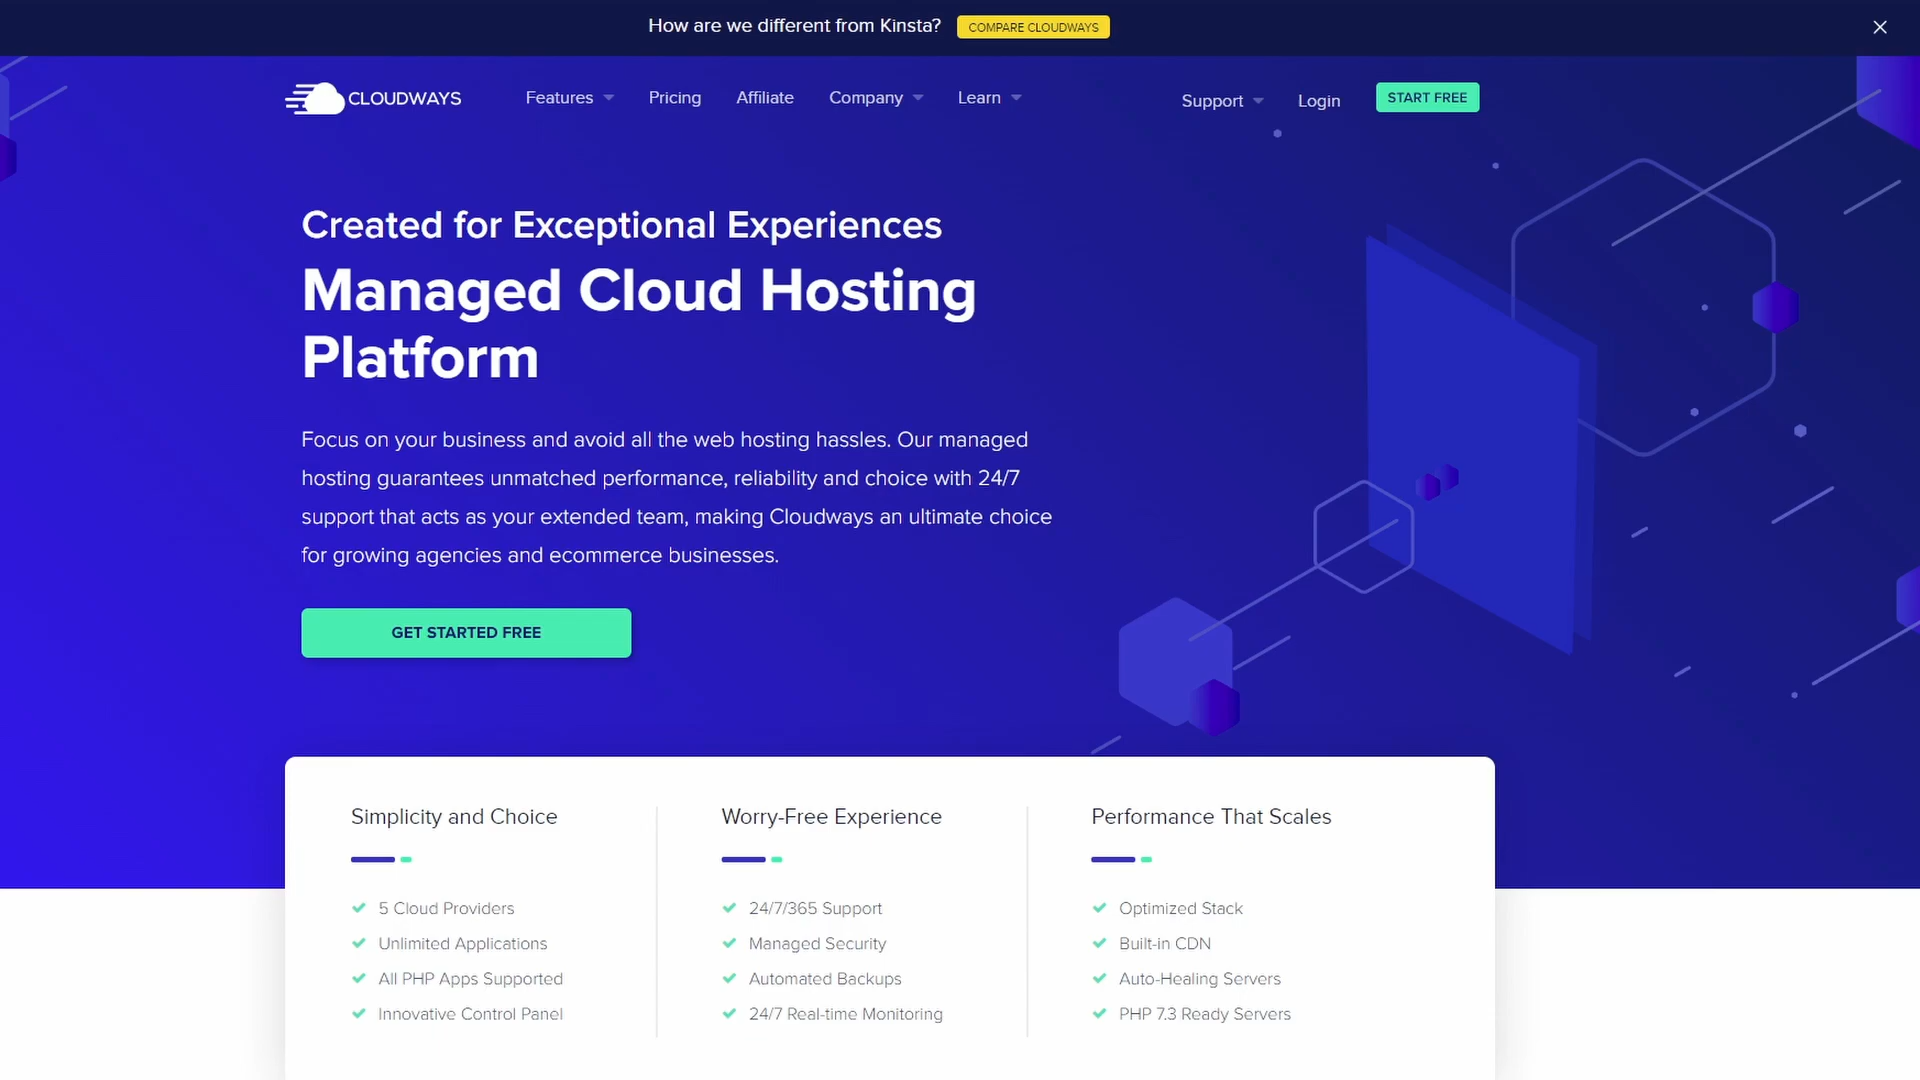 How are we different from Kinsta?
COMPARE CLOUDWAYS
CLOUDWAYS
Features
Pricing
Affiliate
Company
Learn
Support
Login
START FREE
Created for Exceptional Experiences
Managed Cloud Hosting
Platform
Focus on your business and avoid all the web hosting hassles. Our managed
hosting guarantees unmatched performance, reliability and choice with 24/7
support that acts as your extended team, making Cloudways an ultimate choice
for growing agencies and ecommerce businesses.
GET STARTED FREE
Simplicity and Choice
5 Cloud Providers
Unlimited Applications
All PHP Apps Supported
Innovative Control Panel
Worry-Free Experience
24/7/365 Support
Managed Security
Automated Backups
24/7 Real-time Monitoring
Performance That Scales
Optimized Stack
Built-in CDN
Auto-Healing Servers
PHP 7.3 Ready Servers